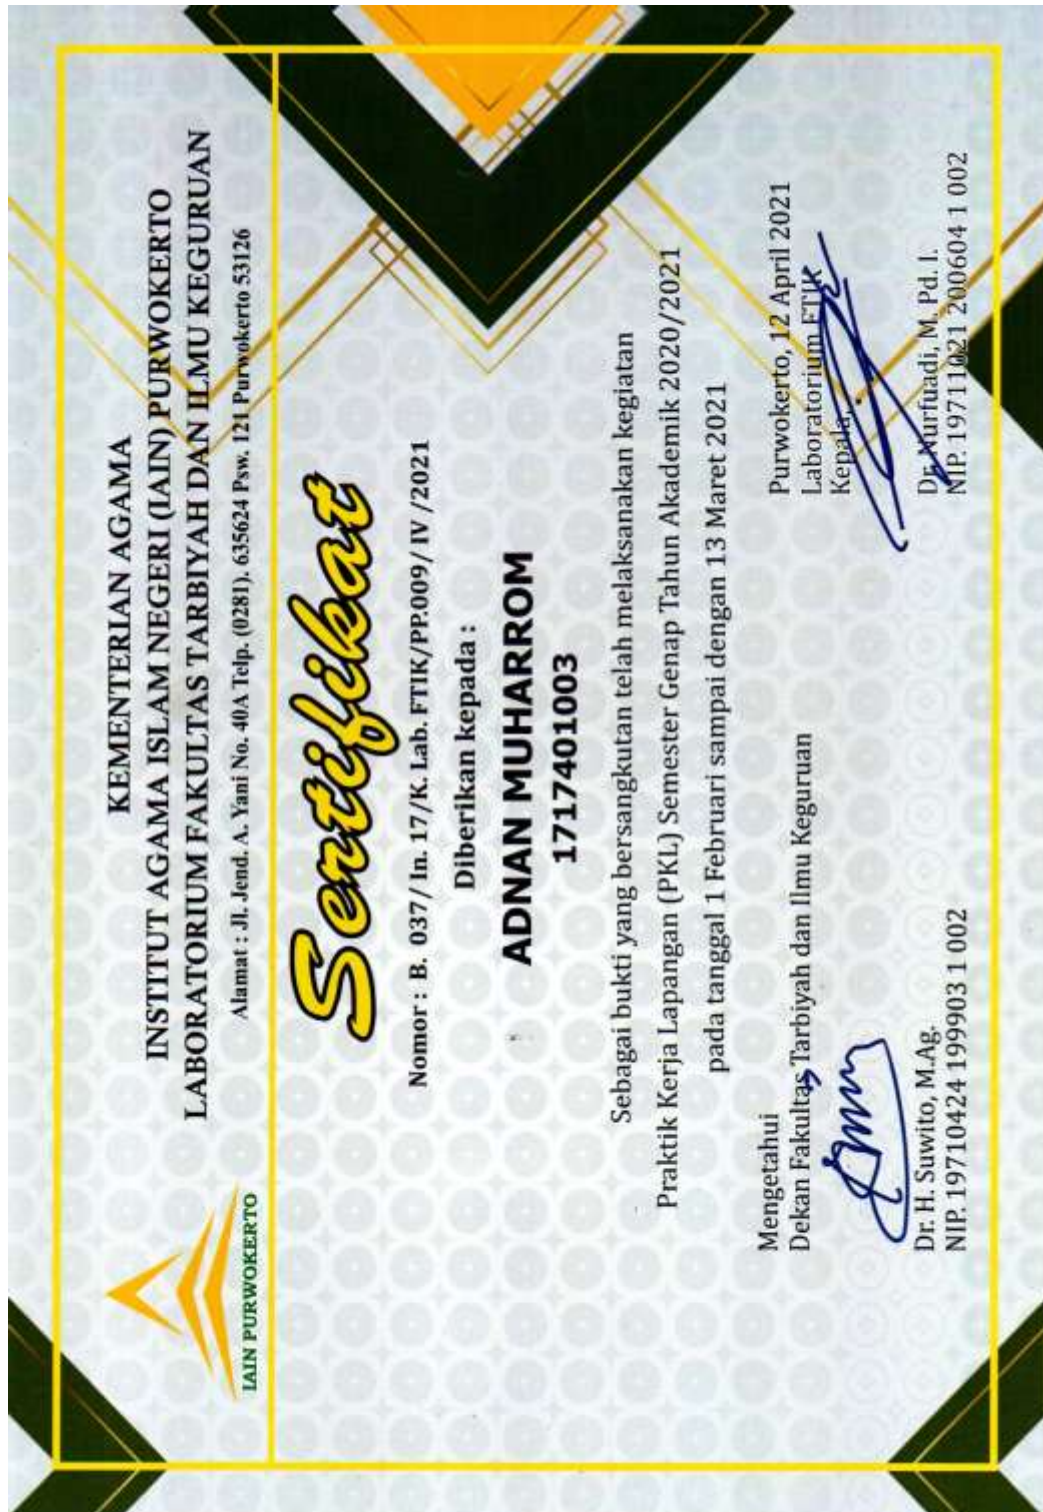 KEMENTERIAN AGAMA
INSTITUT AGAMA ISLAM NEGERI (IAIN) PURWOKERTO
LABORATORIUM FAKULTAS TARBIYAH DAN ILMU KEGURUAN
Alamat : Jl. Jend. A. Yani No. 40A Telp. (0281). 635624 Psw. 121 Purwokerto 53126
IAIN PURWOKERTO
Sertifikat
Nomor : B. 037/ In. 17/K. Lab. FTIK/PP.009/ IV /2021
Diberikan kepada :
ADNAN MUHARROM
1717401003
Sebagai bukti yang bersangkutan telah melaksanakan kegiatan
Praktik Kerja Lapangan (PKL) Semester Genap Tahun Akademik 2020/2021
pada tanggal 1 Februari sampai dengan 13 Maret 2021
Mengetahui
Dekan Fakultas Tarbiyah dan Ilmu Keguruan
Dr. H. Suwito, M.Ag.
NIP. 19710424 199903 1 002
Purwokerto, 12 April 2021
Laboratorium FTIK
Kepala,
Dr. Nurfuadi, M. Pd. I.
NIP. 19711021 200604 1 002